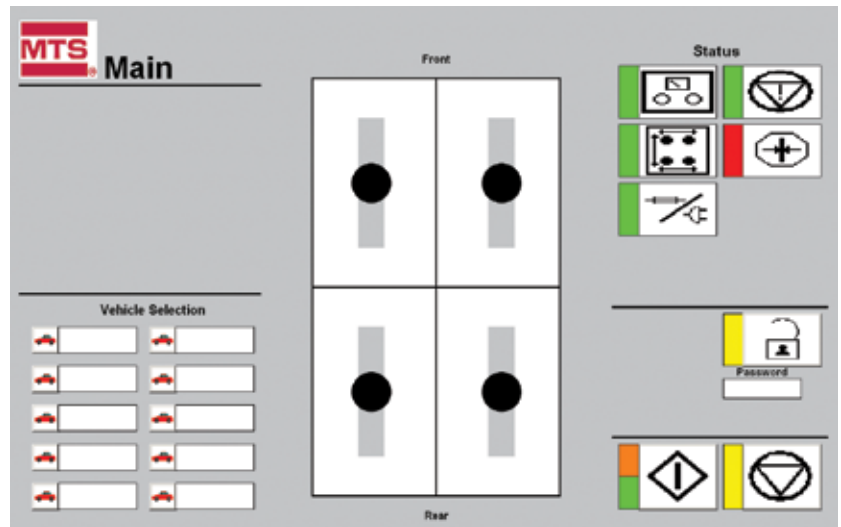 MTS
®
Main
Front
Status
Vehicle Selection
Password
Rear